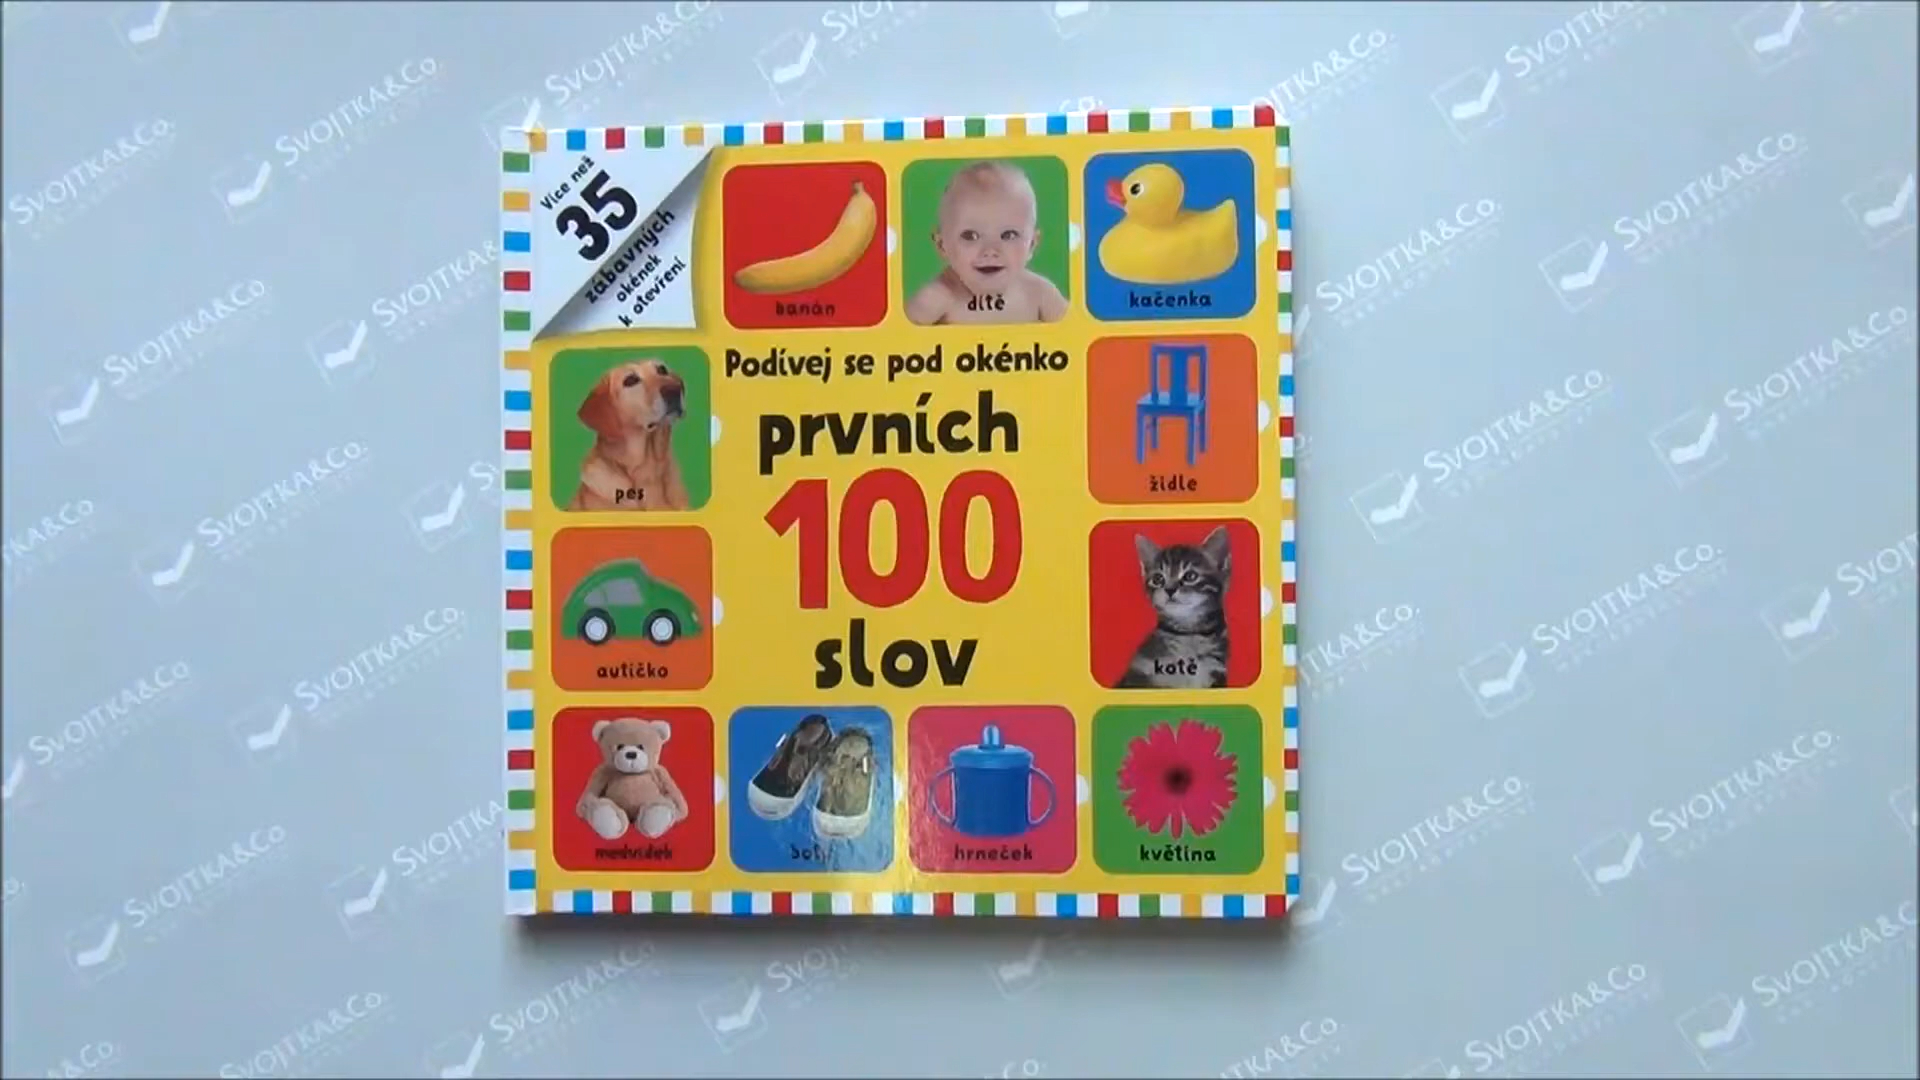 Více než
35
zábavných
okének
k otevření
banán
dítě
kačenka
Podívej se pod okénko
prvních
100
slov
pes
židle
autíčko
kotě
medvídek
boty
hrneček
květina
SVOJTKA&Co.